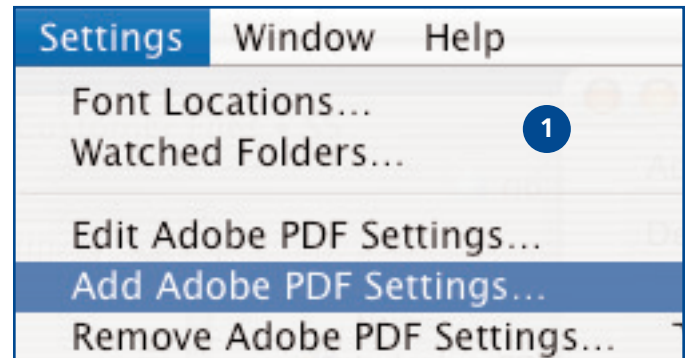 Settings Window Help
Font Locations...
1
Watched Folders...
Edit Adobe PDF Settings...
Add Adobe PDF Settings...
Remove Adobe PDF Settings...